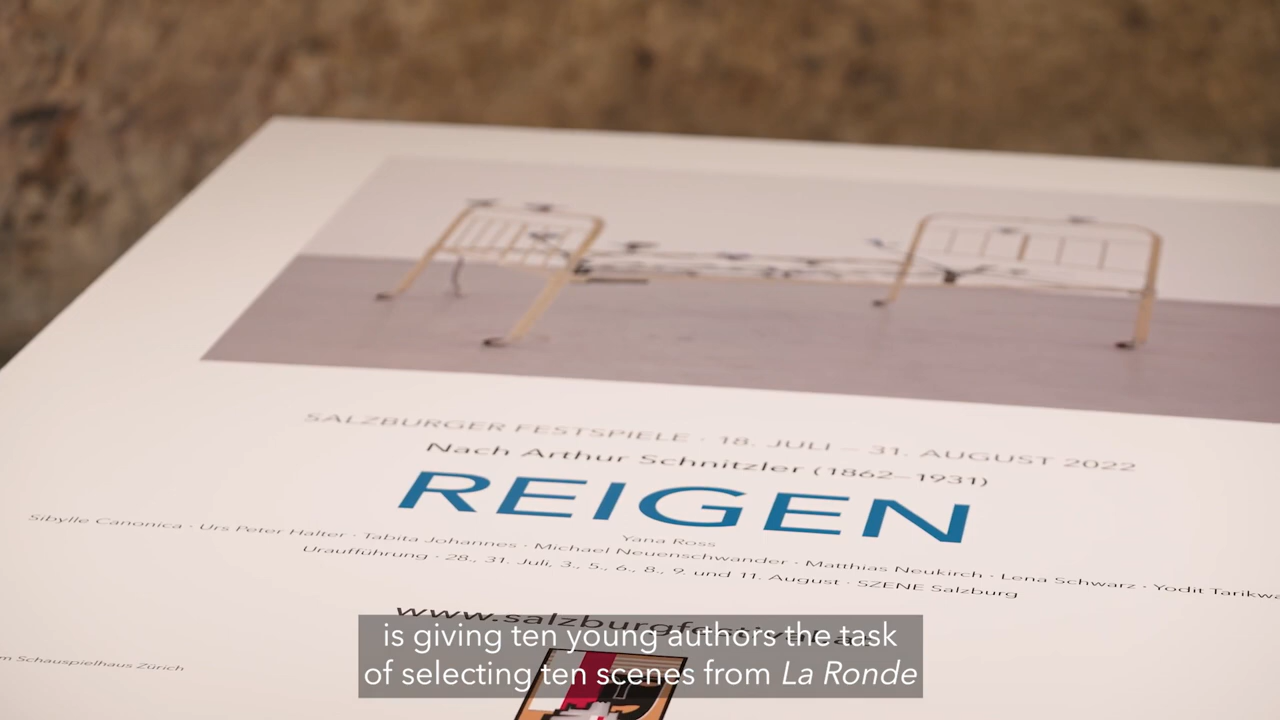 SALZBURGER FESTSPIELE · 18. JULI – 31. AUGUST 2022
Nach Arthur Schnitzler (1862–1931)
REIGEN
Yana Ross
Sibylle Canonica · Urs Peter Halter · Tabita Johannes · Michael Neuenschwander · Matthias Neukirch · Lena Schwarz · Yodit Tarikwa
Uraufführung · 28., 31. Juli, 3., 5., 6., 8., 9. und 11. August · SZENE Salzburg
www.salzburgfestival.at
m Schauspielhaus Zürich
is giving ten young authors the task
of selecting ten scenes from La Ronde